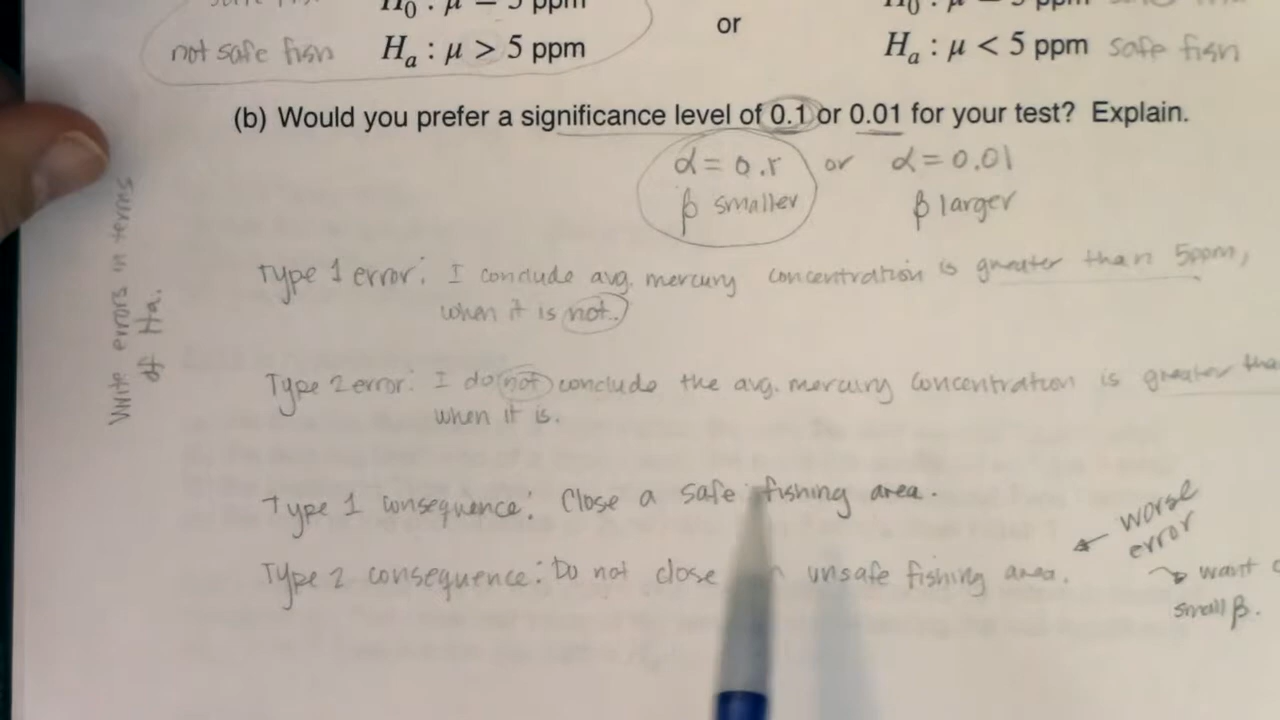 H₀ : μ = 5 ppm
H₀ : μ = 5 ppm
or
not safe fish Hₐ : μ > 5 ppm
Hₐ : μ < 5 ppm safe fish
(b) Would you prefer a significance level of 0.1 or 0.01 for your test? Explain.
α = 0.1 or α = 0.01
β smaller β larger
Write errors in terms
of Ha.
Type 1 error: I conclude avg. mercury concentration is greater than 5ppm,
when it is not.
Type 2 error: I do not conclude the avg. mercury concentration is greater tha
when it is.
Type 1 consequence: Close a safe fishing area.
Type 2 consequence: Do not close unsafe fishing area.
worse
error
want
small β.